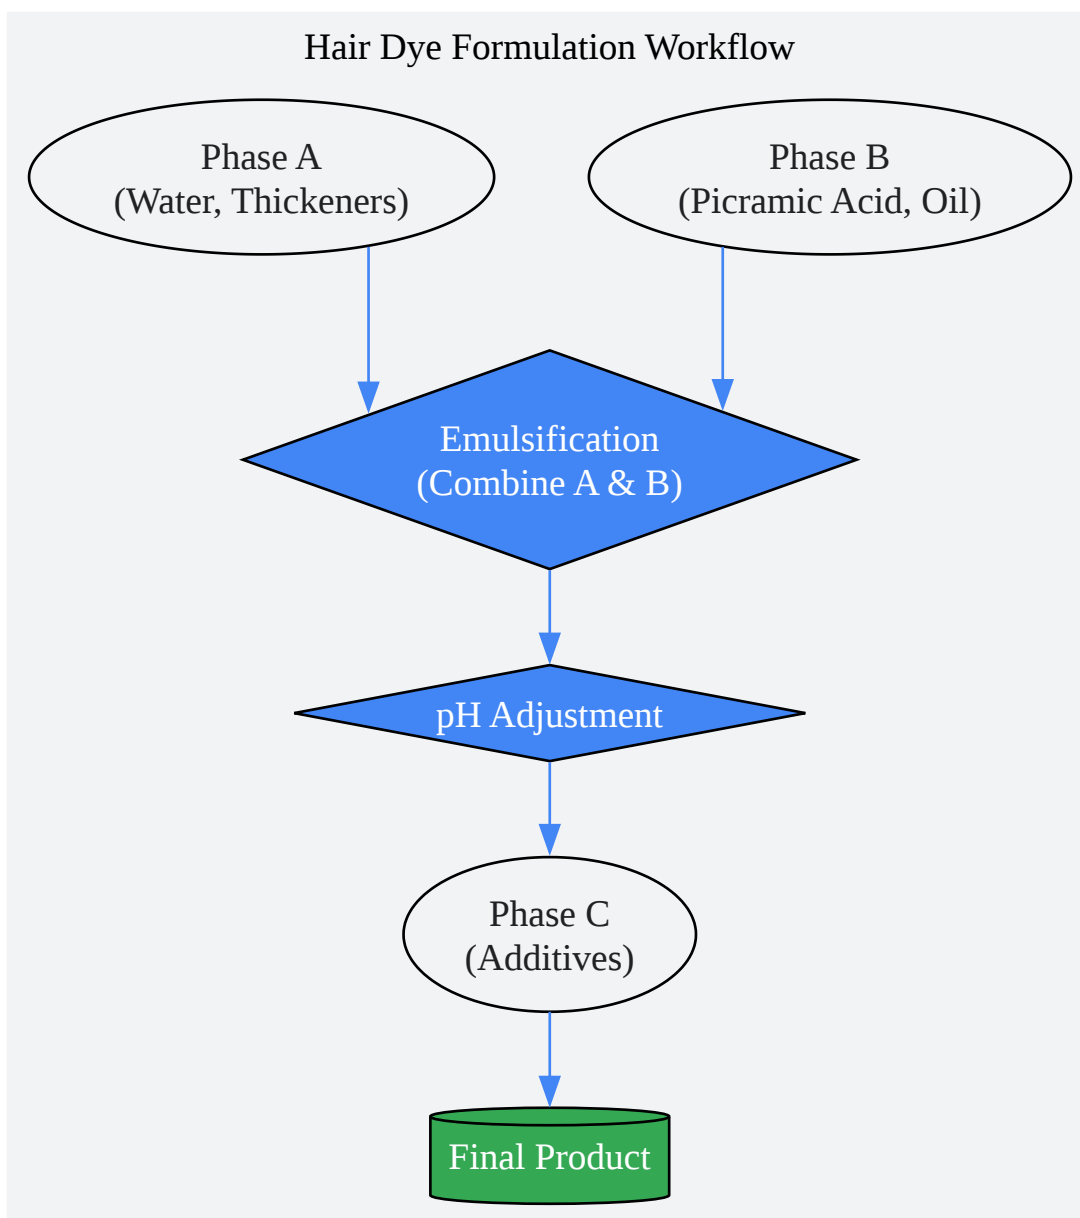 Hair Dye Formulation Workflow
Phase A
(Water, Thickeners)
Phase B
(Picramic Acid, Oil)
Emulsification
(Combine A & B)
pH Adjustment
Phase C
(Additives)
Final Product